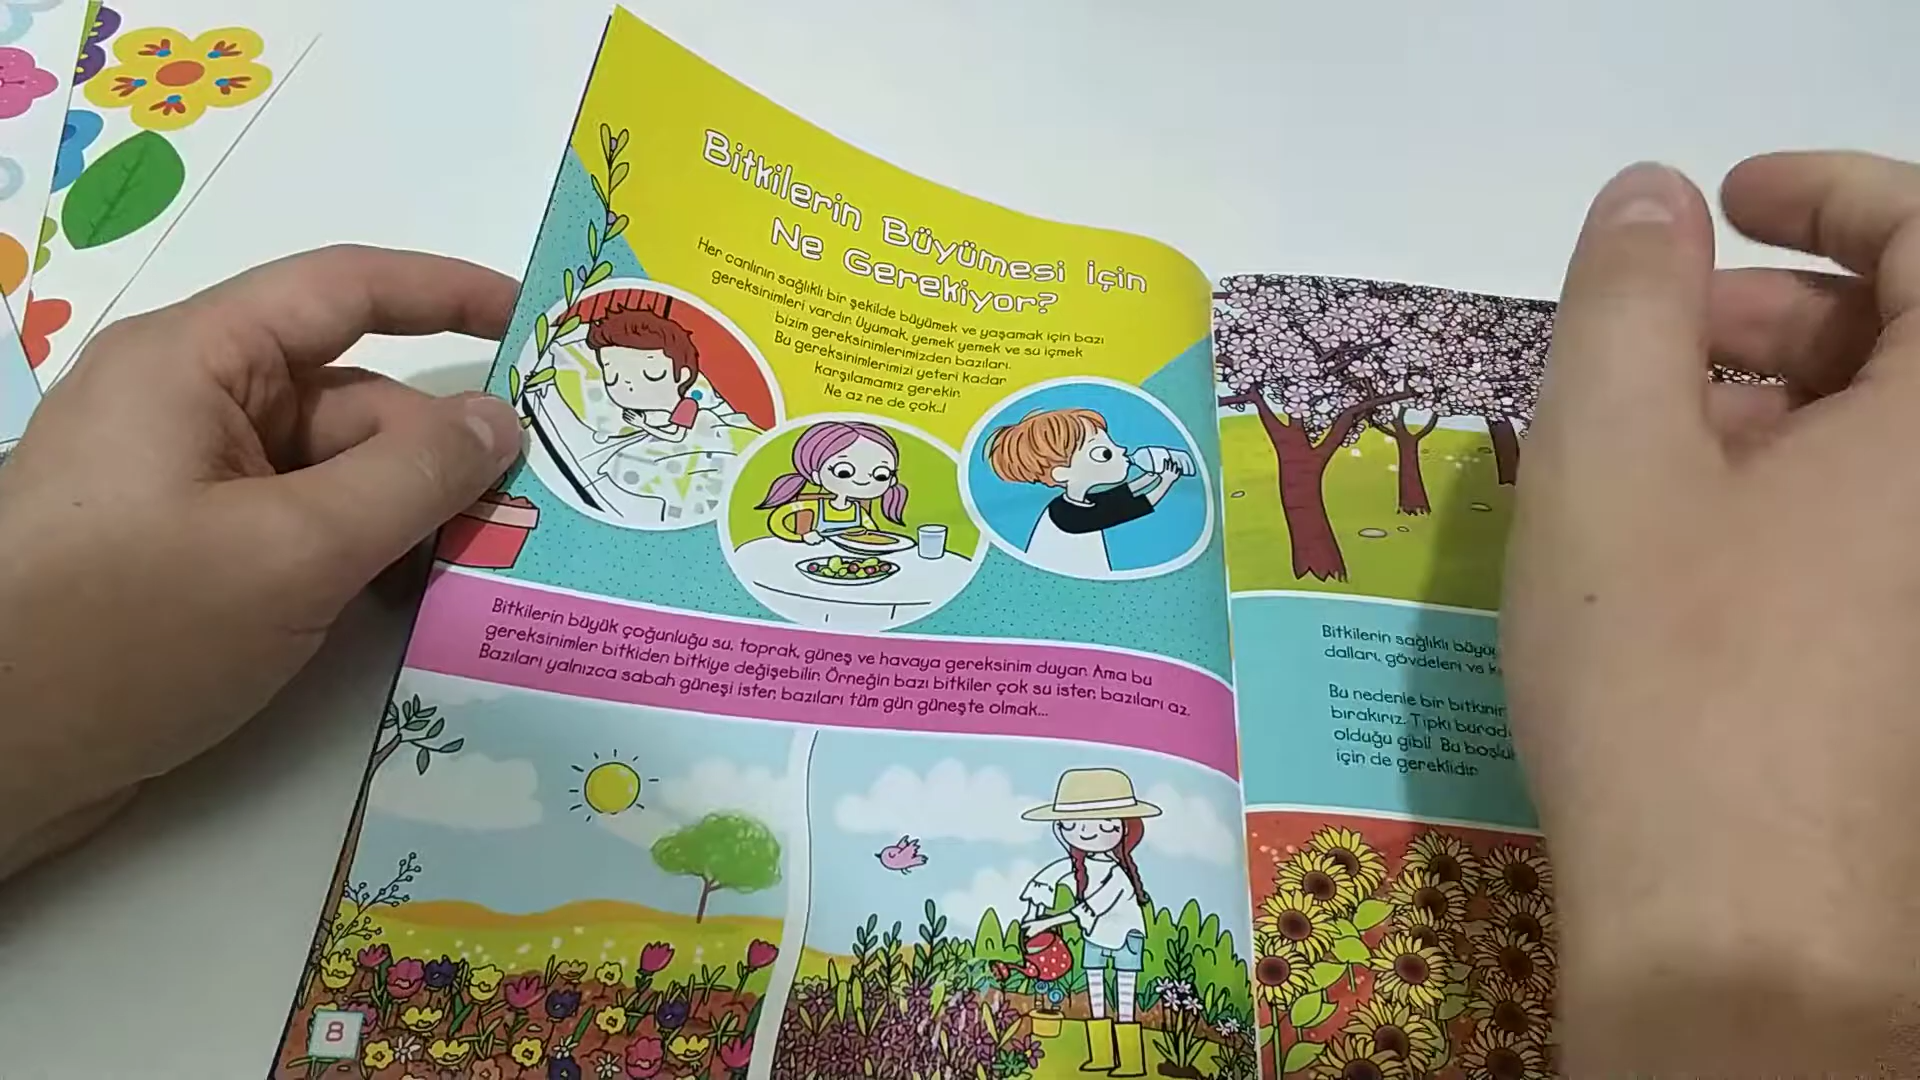 Bitkilerin Büyümesi İçin
Ne Gerekiyor?
Her canlının sağlıklı bir şekilde büyümek ve yaşamak için bazı
gereksinimleri vardır. Uyumak, yemek yemek ve su içmek
bizim gereksinimlerimizden bazıları.
Bu gereksinimlerimizi yeteri kadar
karşılamamız gerekir.
Ne az ne de çok...!
Bitkilerin büyük çoğunluğu su, toprak, güneş ve havaya gereksinim duyar. Ama bu
gereksinimler bitkiden bitkiye değişebilir. Örneğin bazı bitkiler çok su ister, bazıları az.
Bazıları yalnızca sabah güneşi ister, bazıları tüm gün güneşte olmak...
8
Bitkilerin sağlıklı
dalları, gövdeleri ve
Bu nedenle bir
bırakırız. Tıpkı
olduğu gibi! Bu
için de gereklidir.